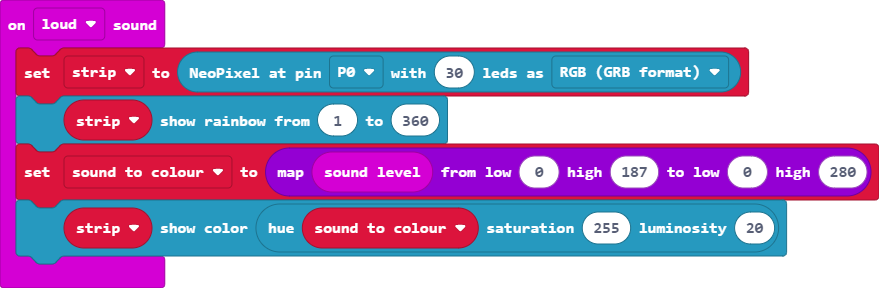 on loud sound
set strip to NeoPixel at pin P0 with 30 leds as RGB (GRB format)
strip show rainbow from 1 to 360
set sound to colour to map sound level from low 0 high 187 to low 0 high 280
strip show color hue sound to colour saturation 255 luminosity 20